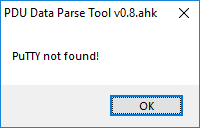 PDU Data Parse Tool v0.8.ahk
PuTTY not found!
OK